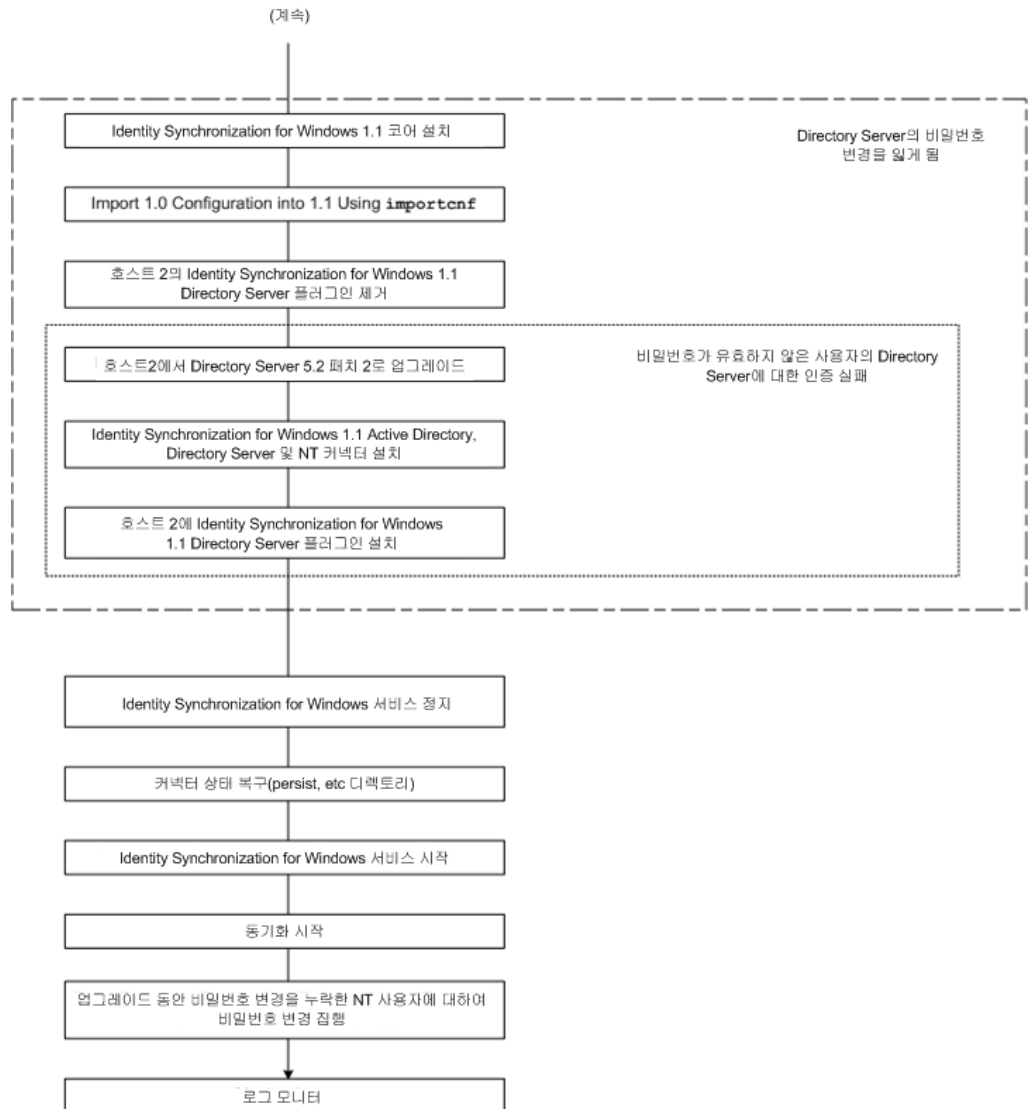 (계속)
Identity Synchronization for Windows 1.1 코어 설치
Directory Server의 비밀번호
변경을 잃게 됨
Import 1.0 Configuration into 1.1 Using importcnf
호스트 2의 Identity Synchronization for Windows 1.1
Directory Server 플러그인 제거
호스트2에서 Directory Server 5.2 패치 2로 업그레이드
비밀번호가 유효하지 않은 사용자의 Directory
Server에 대한 인증 실패
Identity Synchronization for Windows 1.1 Active Directory,
Directory Server 및 NT 커넥터 설치
호스트 2에 Identity Synchronization for Windows
1.1 Directory Server 플러그인 설치
Identity Synchronization for Windows 서비스 정지
커넥터 상태 복구(persist, etc 디렉토리)
Identity Synchronization for Windows 서비스 시작
동기화 시작
업그레이드 동안 비밀번호 변경을 누락한 NT 사용자에 대하여
비밀번호 변경 집행
로그 모니터